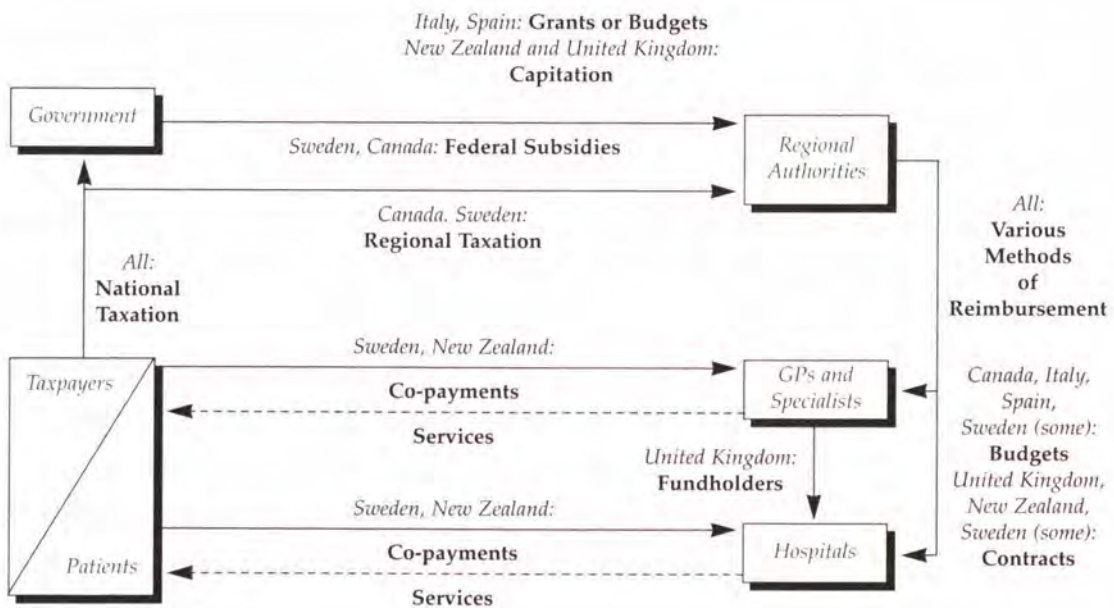 Italy, Spain: Grants or Budgets
New Zealand and United Kingdom:
Capitation
Government
Sweden, Canada: Federal Subsidies
Regional
Authorities
Canada. Sweden:
Regional Taxation
All:
National
Taxation
All:
Various
Methods
of
Reimbursement
Taxpayers
Patients
Sweden, New Zealand:
Co-payments
Services
GPs and
Specialists
United Kingdom:
Fundholders
Canada, Italy,
Spain,
Sweden (some):
Budgets
United Kingdom,
New Zealand,
Sweden (some):
Contracts
Sweden, New Zealand:
Co-payments
Services
Hospitals